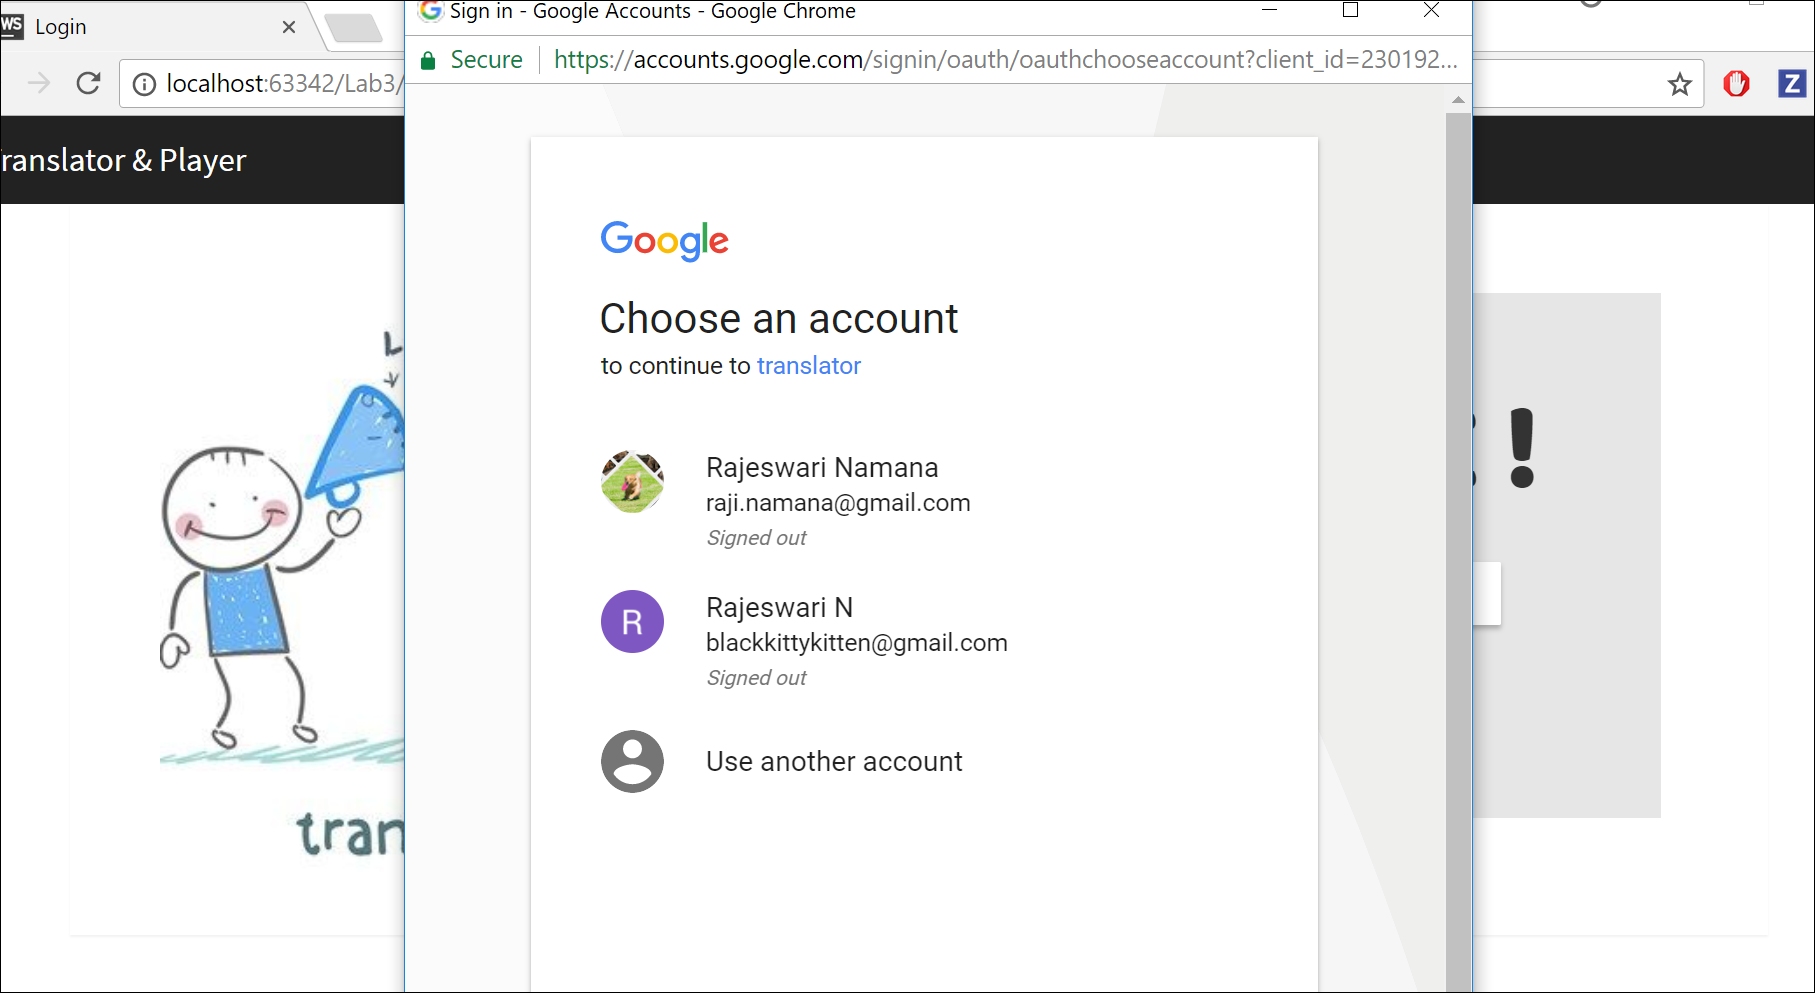 Login
Sign in - Google Accounts - Google Chrome
localhost:63342/Lab3/
Secure
https://accounts.google.com/signin/oauth/oauthchooseaccount?client_id=230192...
Z
ranslator & Player
Google
Choose an account
to continue to translator
Rajeswari Namana
raji.namana@gmail.com
Signed out
R
Rajeswari N
blackkittykitten@gmail.com
Signed out
Use another account
L
tran
!